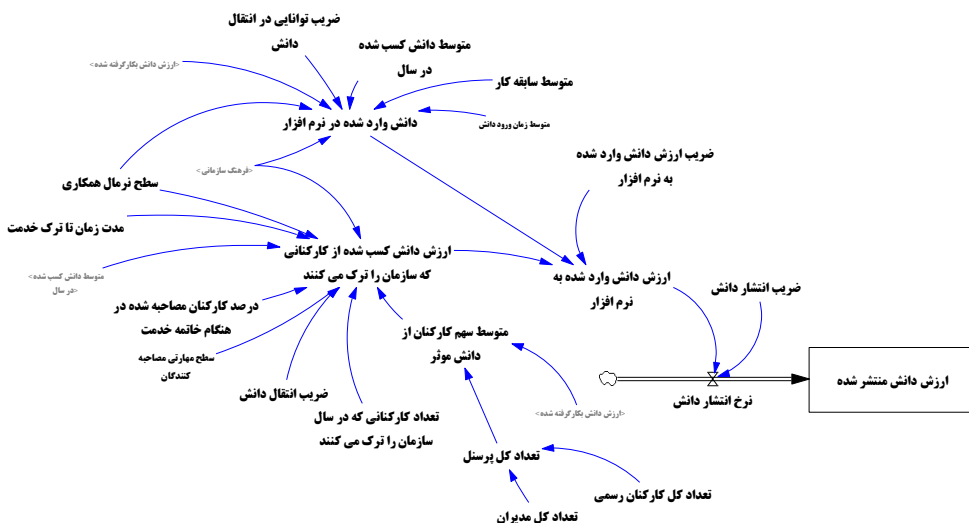 ضریب توانایی در انتقال
دانش
متوسط دانش کسب شده
در سال
<ارزش دانش بکارگرفته شده>
متوسط سابقه کار
دانش وارد شده در نرم افزار
متوسط زمان ورود دانش
ضریب ارزش دانش وارد شده
به نرم افزار
<فرهنگ سازمانی>
سطح نرمال همکاری
مدت زمان تا ترک خدمت
ارزش دانش کسب شده از کارکنانی
که سازمان را ترک می کنند
<متوسط دانش کسب شده
در سال>
ارزش دانش وارد شده به
نرم افزار
ضریب انتشار دانش
درصد کارکنان مصاحبه شده در
هنگام خاتمه خدمت
متوسط سهم کارکنان از
دانش موثر
سطح مهارتی مصاحبه
کنندگان
ارزش دانش منتشر شده
نرخ انتشار دانش
ضریب انتقال دانش
<ارزش دانش بکارگرفته شده>
تعداد کارکنانی که در سال
سازمان را ترک می کنند
تعداد کل پرسنل
تعداد کل کارکنان رسمی
تعداد کل مدیران